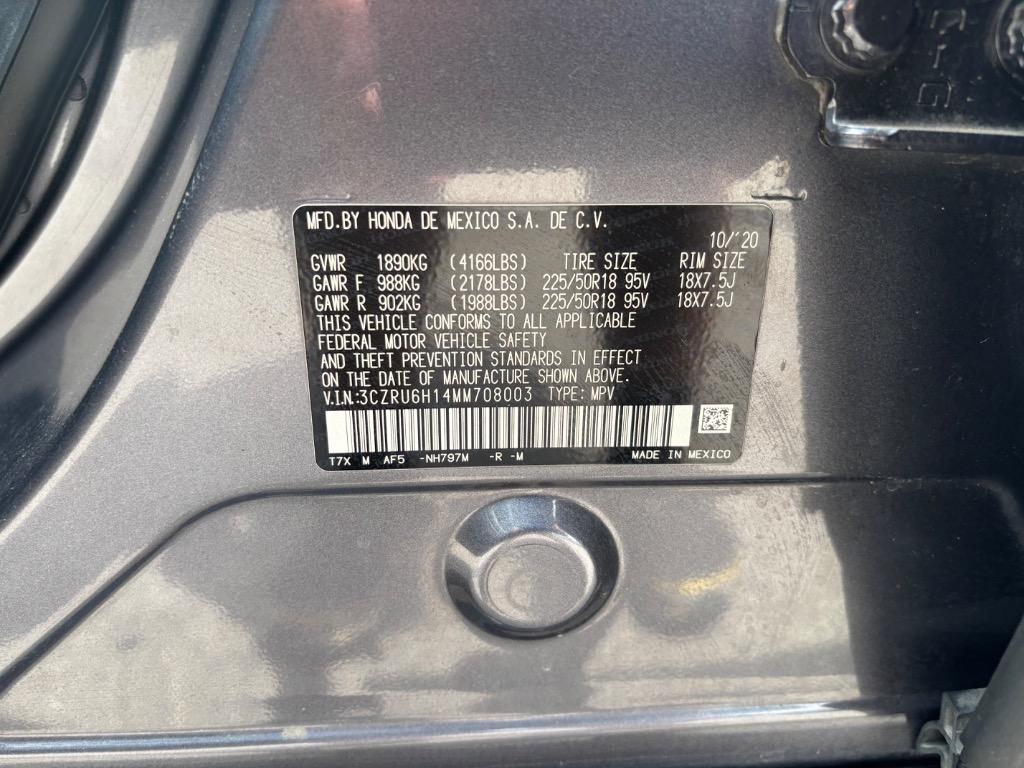 MFD.BY HONDA DE MEXICO S.A. DE C.V.
10/'20
GVWR 1890KG (4166LBS) TIRE SIZE RIM SIZE
GAWR F 988KG (2178LBS) 225/50R18 95V 18X7.5J
GAWR R 902KG (1988LBS) 225/50R18 95V 18X7.5J
THIS VEHICLE CONFORMS TO ALL APPLICABLE
FEDERAL MOTOR VEHICLE SAFETY
AND THEFT PREVENTION STANDARDS IN EFFECT
ON THE DATE OF MANUFACTURE SHOWN ABOVE.
V.I.N:3CZRU6H14MM708003 TYPE: MPV
T7X M AF5 -NH797M -R -M MADE IN MEXICO